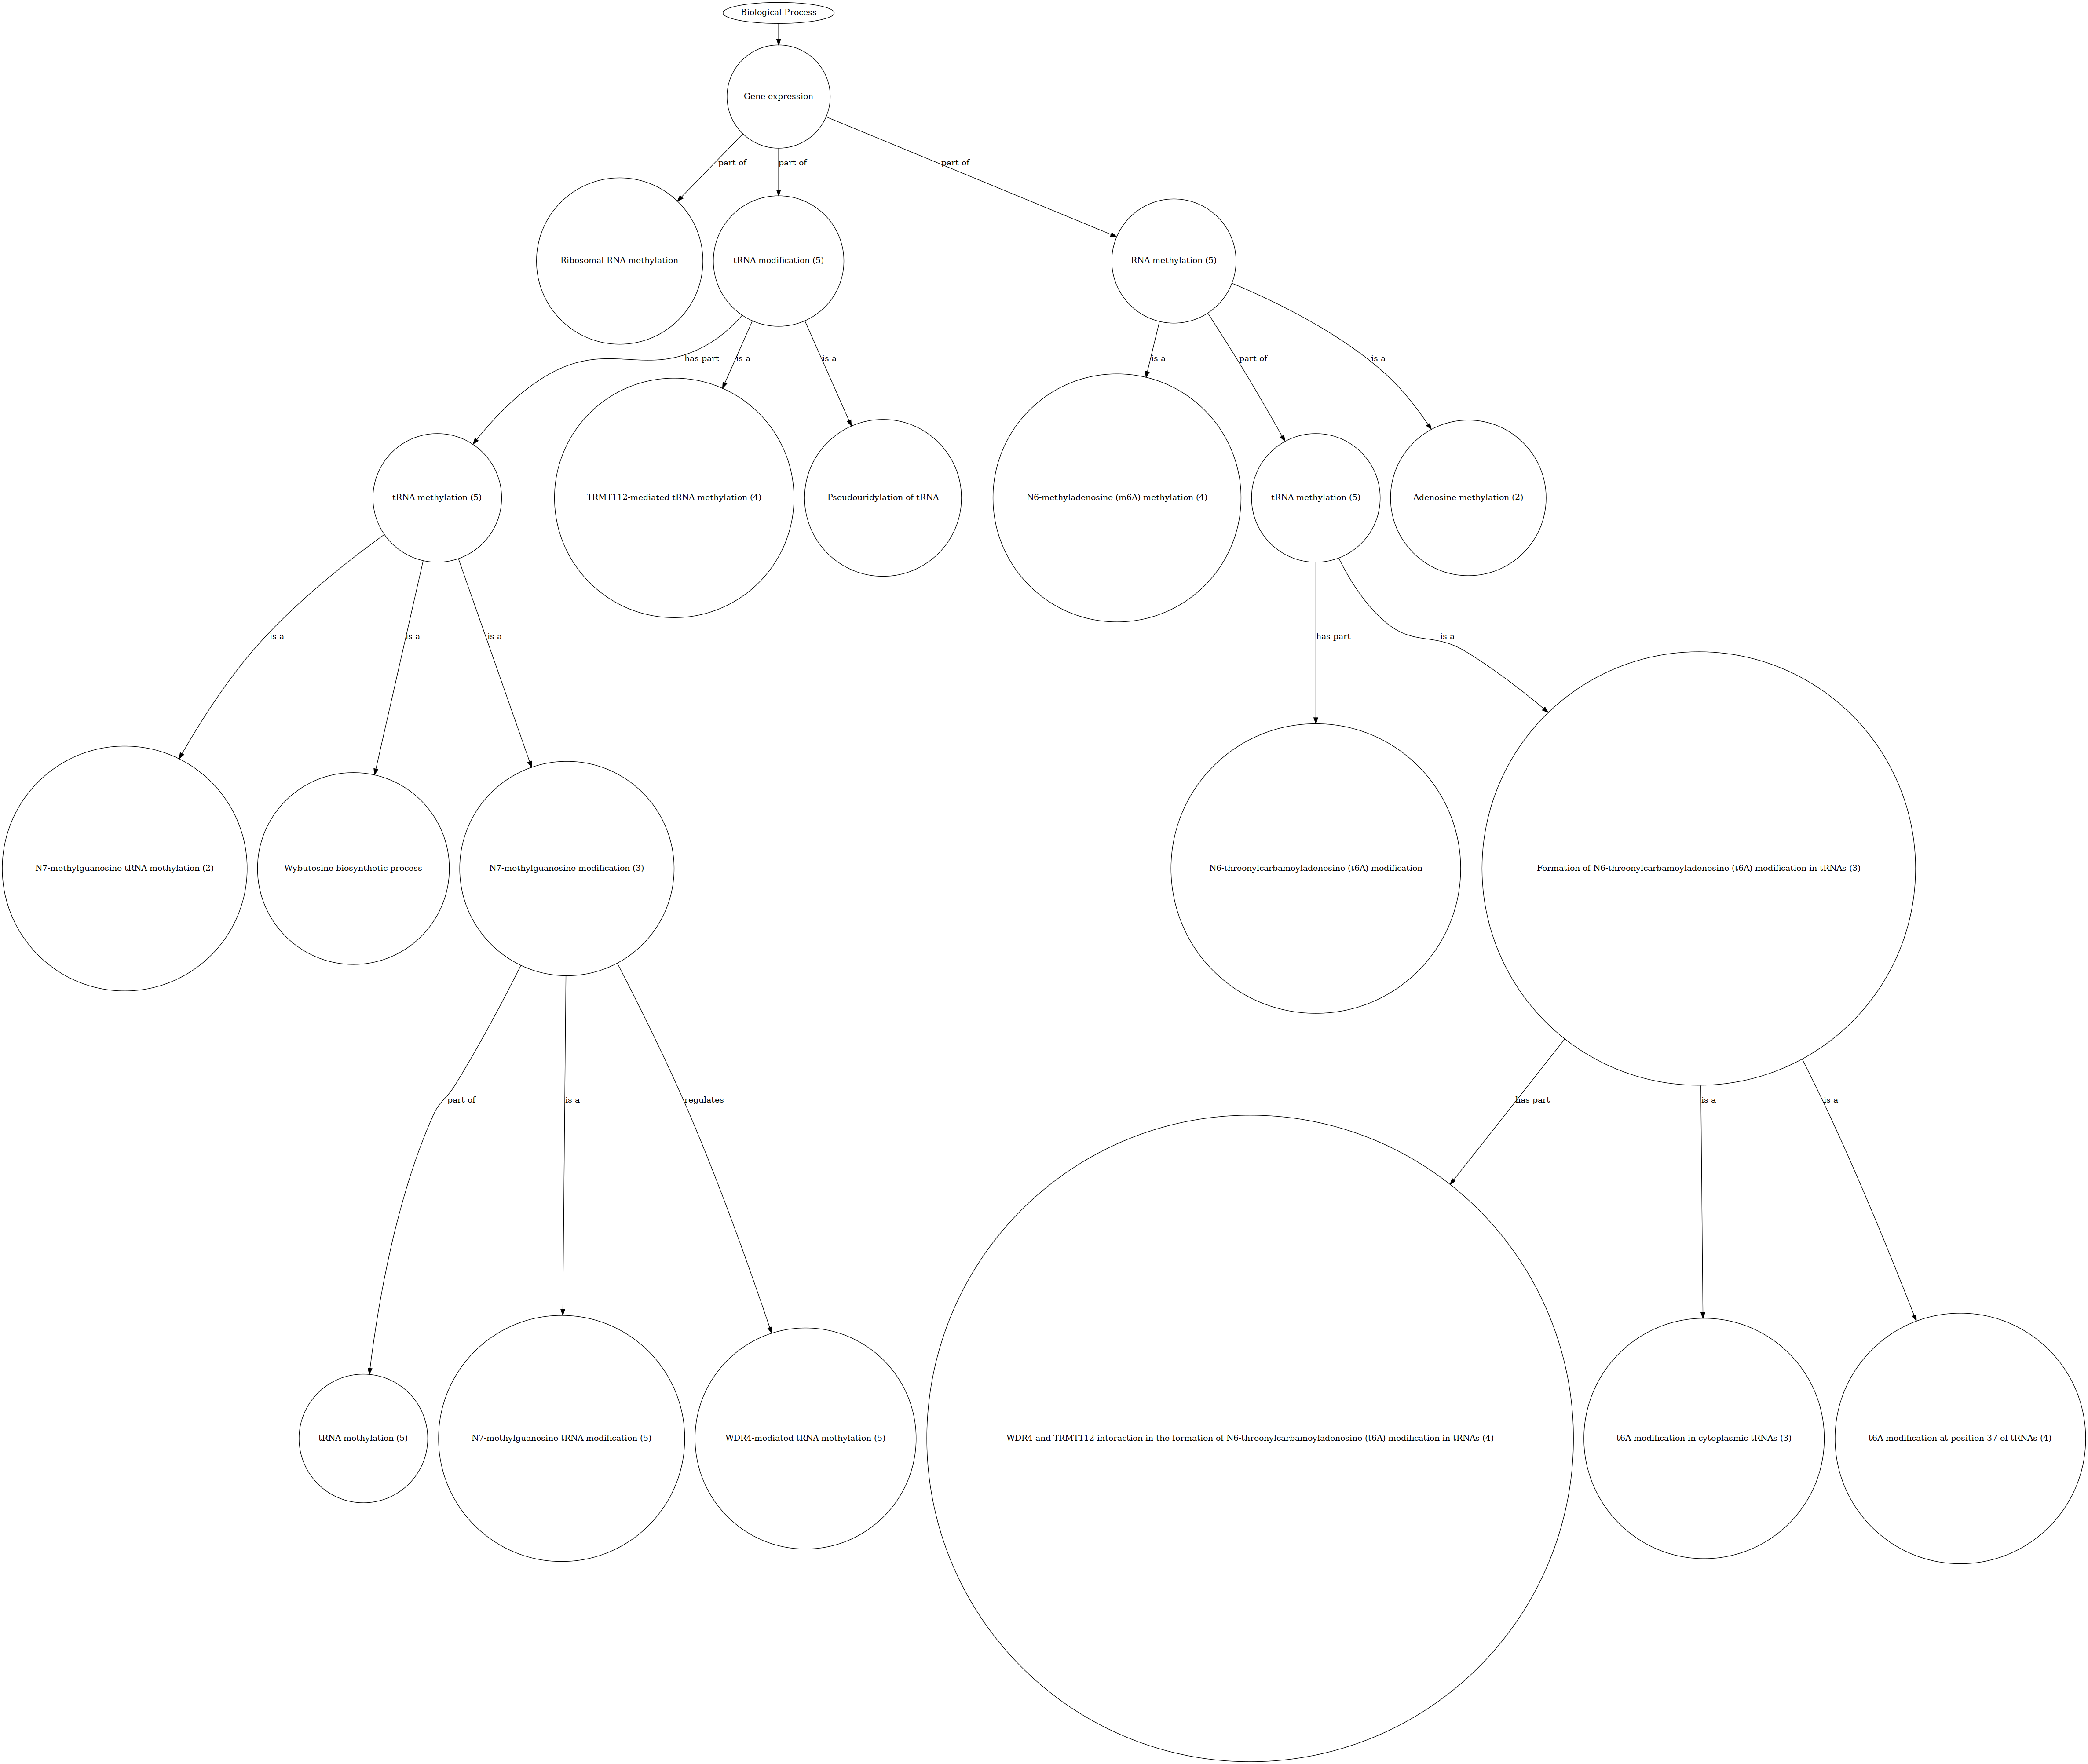 Biological Process
Gene expression
part of
part of
part of
Ribosomal RNA methylation
tRNA modification (5)
RNA methylation (5)
has part
is a
is a
is a
part of
is a
tRNA methylation (5)
TRMT112-mediated tRNA methylation (4)
Pseudouridylation of tRNA
N6-methyladenosine (m6A) methylation (4)
tRNA methylation (5)
Adenosine methylation (2)
is a
is a
is a
has part
is a
N7-methylguanosine tRNA methylation (2)
Wybutosine biosynthetic process
N7-methylguanosine modification (3)
N6-threonylcarbamoyladenosine (t6A) modification
Formation of N6-threonylcarbamoyladenosine (t6A) modification in tRNAs (3)
part of
is a
regulates
has part
is a
is a
tRNA methylation (5)
N7-methylguanosine tRNA modification (5)
WDR4-mediated tRNA methylation (5)
WDR4 and TRMT112 interaction in the formation of N6-threonylcarbamoyladenosine (t6A) modification in tRNAs (4)
t6A modification in cytoplasmic tRNAs (3)
t6A modification at position 37 of tRNAs (4)